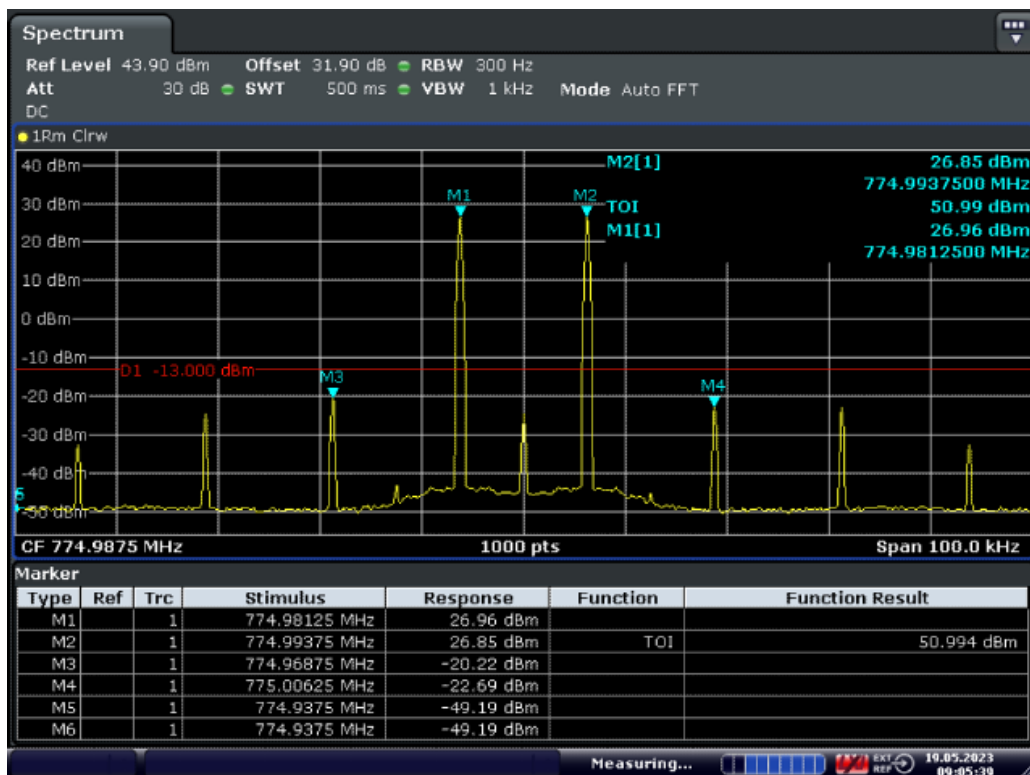 Spectrum
Ref Level 43.90 dBm Offset 31.90 dB RBW 300 Hz
Att 30 dB SWT 500 ms VBW 1 kHz Mode Auto FFT
DC
1Rm Clrw
40 dBm M2[1] 26.85 dBm
774.9937500 MHz
M1 M2
30 dBm TOI 50.99 dBm
M1[1] 26.96 dBm
20 dBm
774.9812500 MHz
10 dBm
0 dBm
-10 dBm
D1 -13.000 dBm
M3 M4
-20 dBm
-30 dBm
-40 dBm
-50 dBm
CF 774.9875 MHz 1000 pts Span 100.0 kHz
Marker
Type Ref Trc Stimulus Response Function Function Result
M1 1 774.98125 MHz 26.96 dBm
M2 1 774.99375 MHz 26.85 dBm TOI 50.994 dBm
M3 1 774.96875 MHz -20.22 dBm
M4 1 775.00625 MHz -22.69 dBm
M5 1 774.9375 MHz -49.19 dBm
M6 1 774.9375 MHz -49.19 dBm
Measuring... EXT REF 19.05.2023
09:05:39